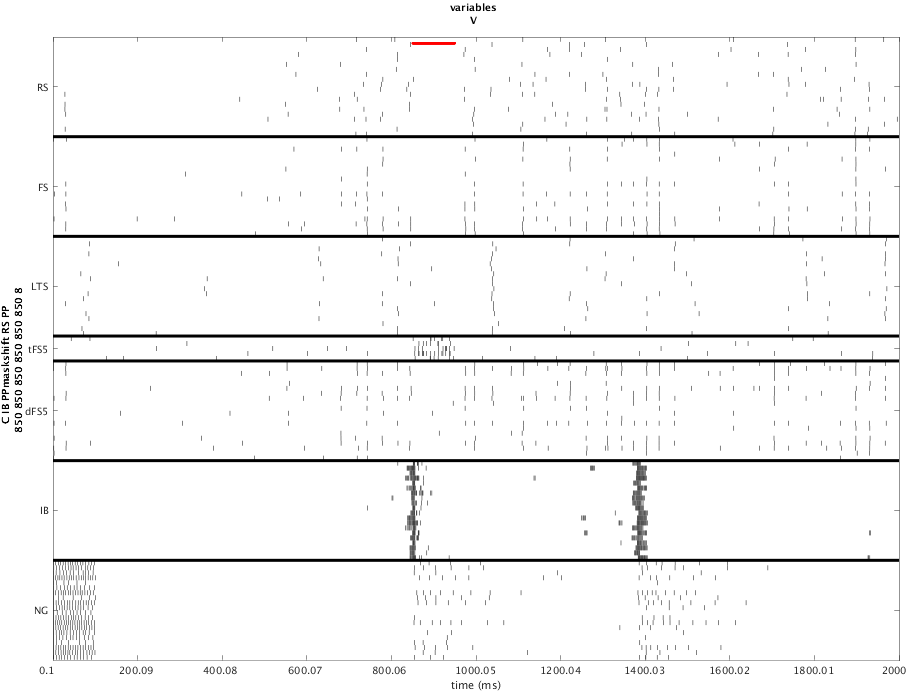 variables
V
RS
FS
LTS
tFS5
dFS5
IB
NG
C IB PPmaskshift RS PP
850 850 850 850 850 850 8
0.1 200.09 400.08 600.07 800.06 1000.05 1200.04 1400.03 1600.02 1800.01 2000
time (ms)